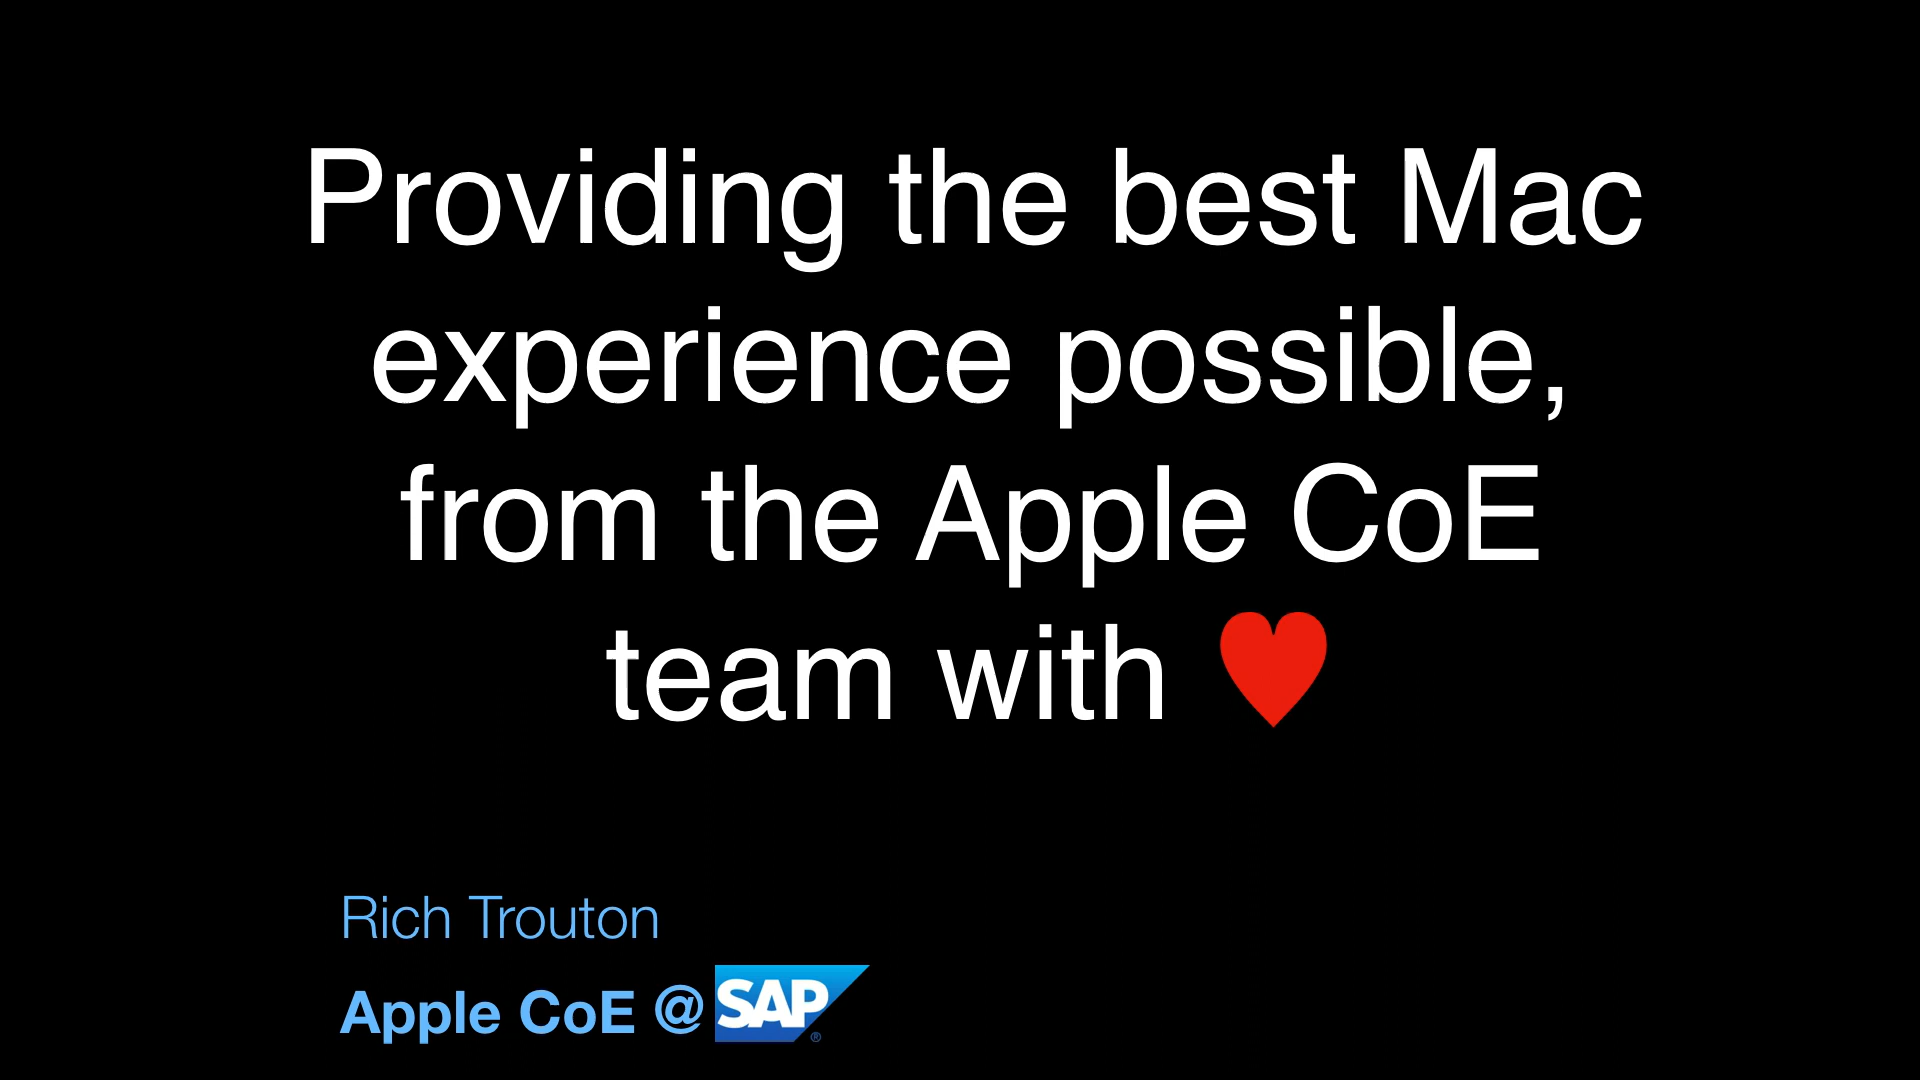 Providing the best Mac
experience possible,
from the Apple CoE
team with ♥
Rich Trouton
Apple CoE @ SAP®